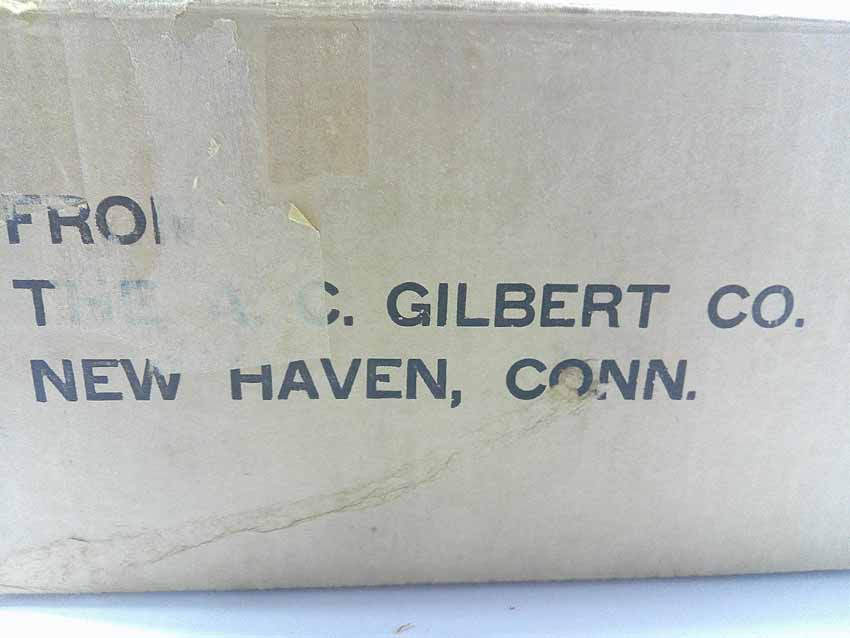 FROM
THE A. C. GILBERT CO.
NEW HAVEN, CONN.